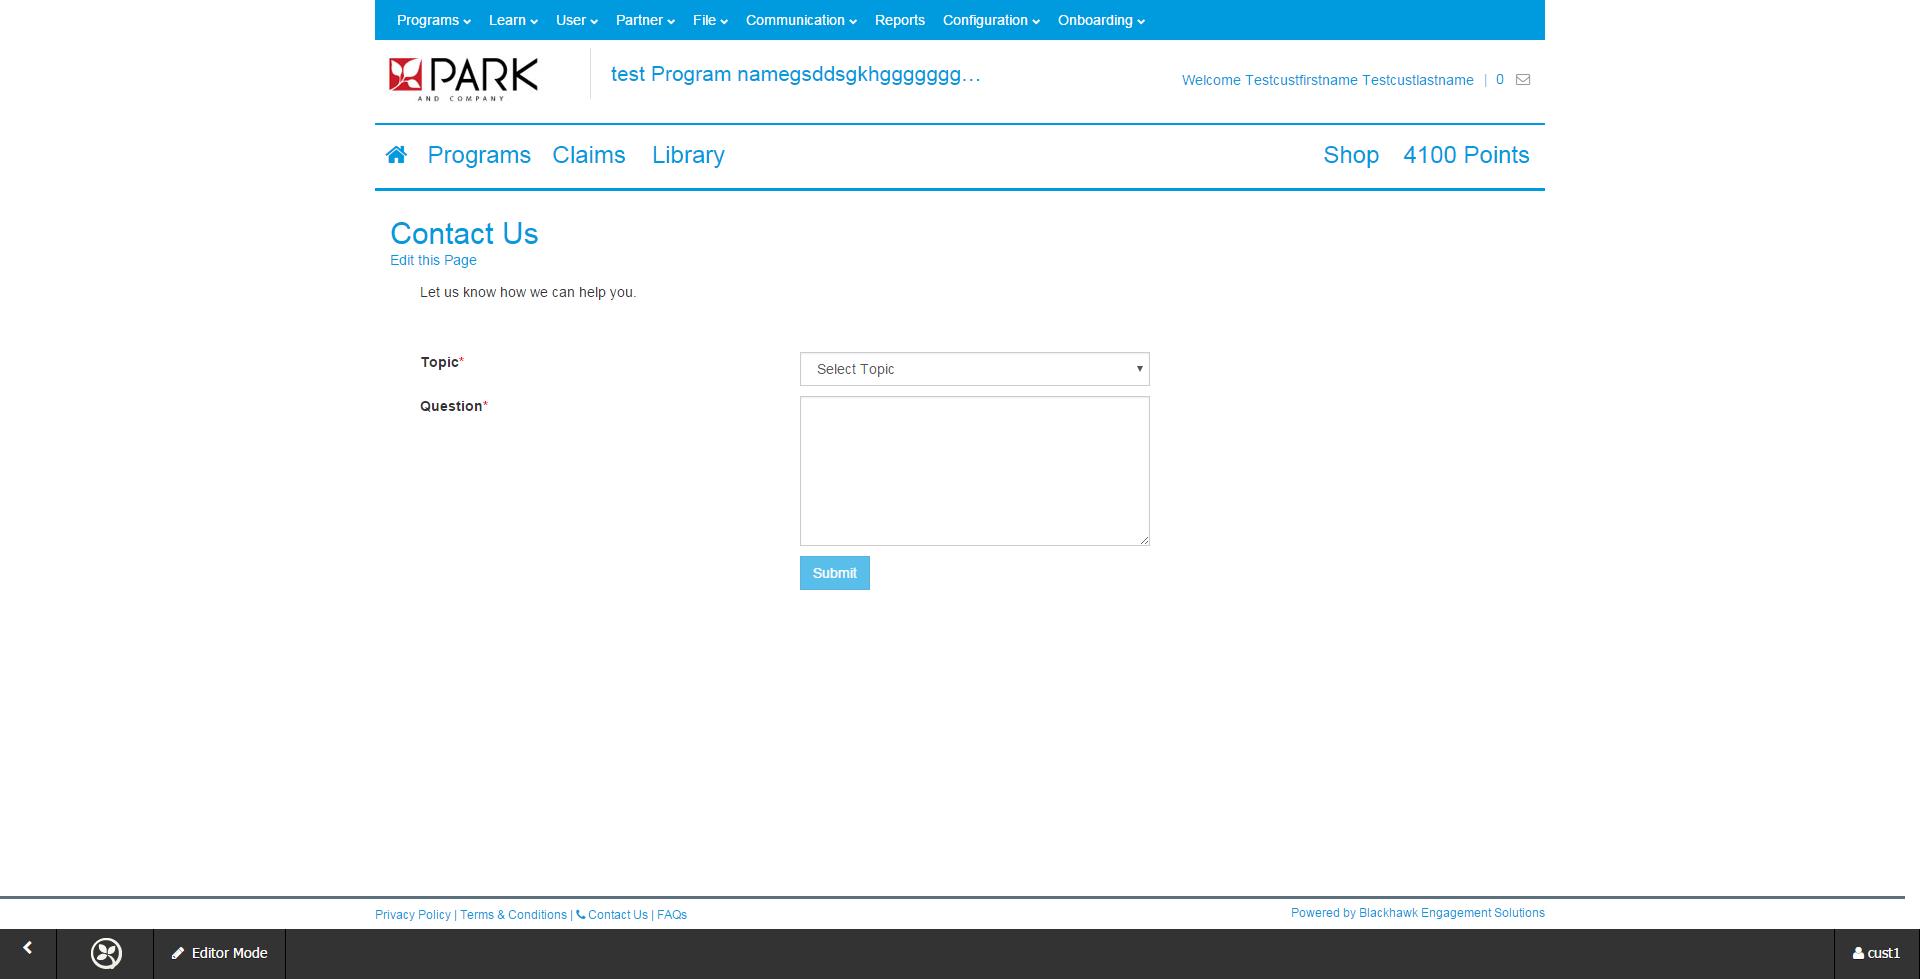 Programs Learn User Partner File Communication Reports Configuration Onboarding
PARK
AND COMPANY
test Program namegsddsgkhggggggg...
Welcome Testcustfirstname Testcustlastname | 0
Programs Claims Library Shop 4100 Points
Contact Us
Edit this Page
Let us know how we can help you.
Topic*
Select Topic
Question*
Submit
Privacy Policy | Terms & Conditions | Contact Us | FAQs
Powered by Blackhawk Engagement Solutions
Editor Mode
cust1